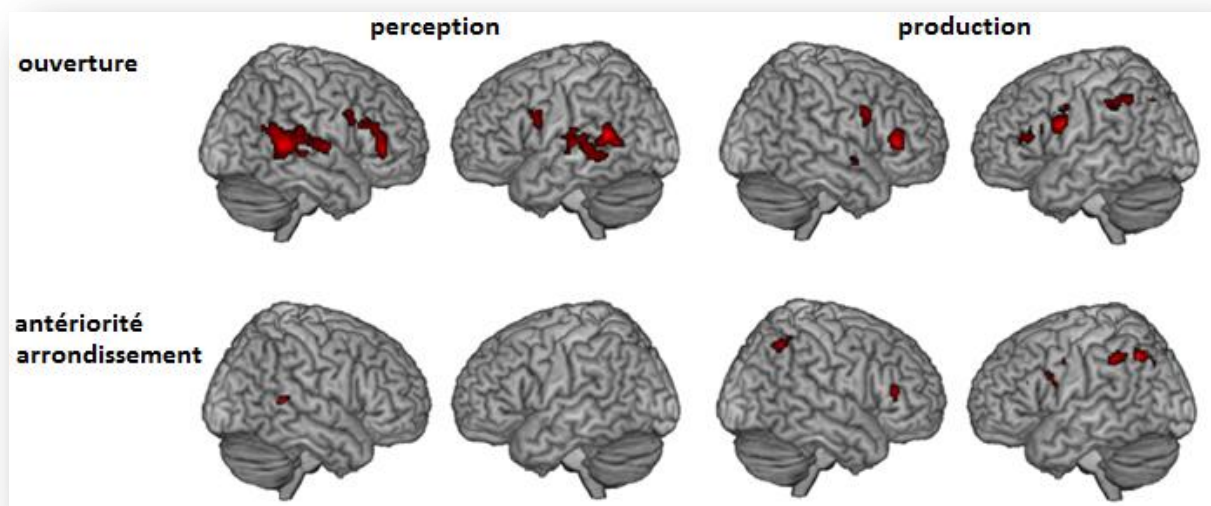 perception
production
ouverture
antériorité
arrondissement